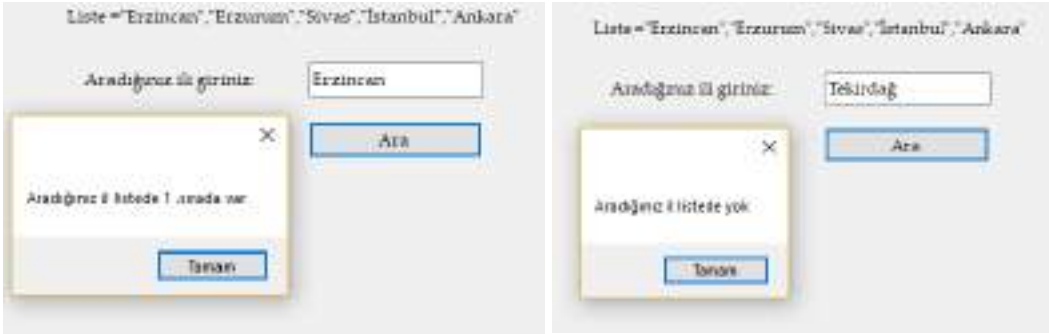 Liste ="Erzincan","Erzurum","Sivas","İstanbul","Ankara"
Aradığınız ili giriniz:
Erzincan
Ara
Aradığınız il listede 1 .sırada var
Tamam
Liste ="Erzincan","Erzurum","Sivas","İstanbul","Ankara"
Aradığınız ili giriniz:
Tekirdağ
Ara
Aradığınız il listede yok
Tamam